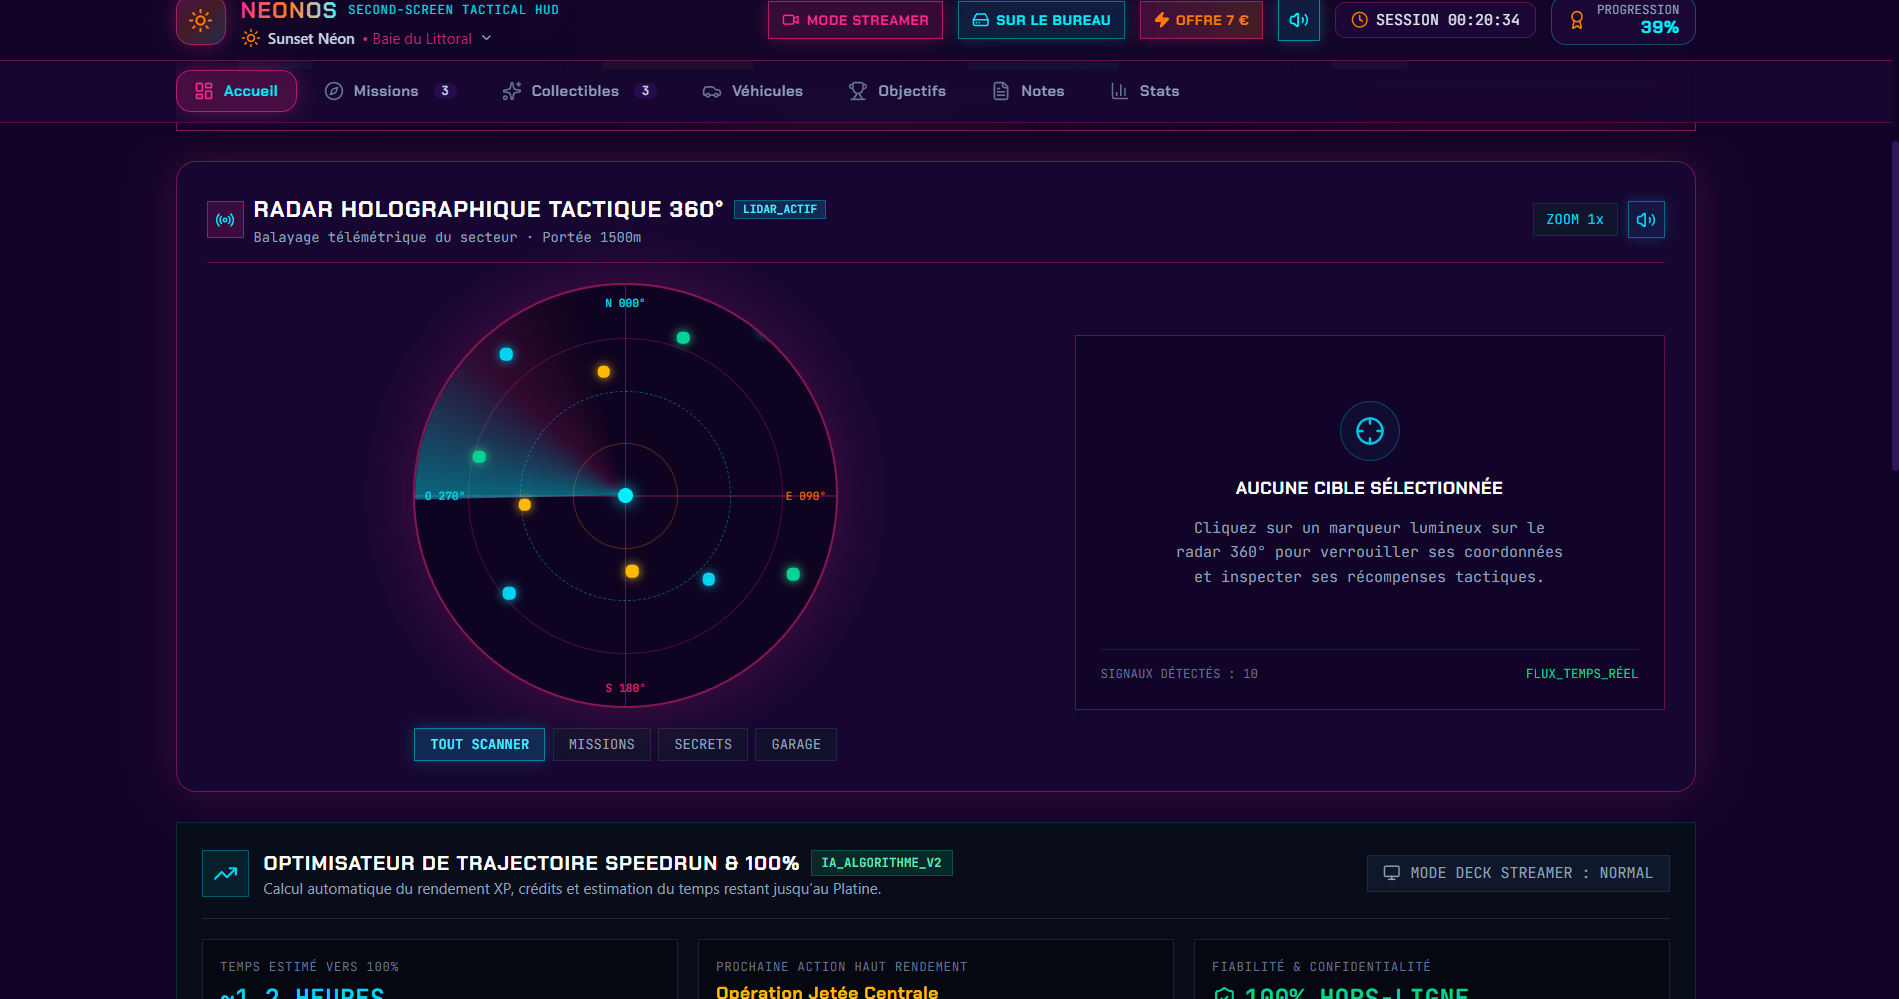 NEONOS SECOND-SCREEN TACTICAL HUD
Sunset Néon • Baie du Littoral
MODE STREAMER
SUR LE BUREAU
OFFRE 7 €
SESSION 00:20:34
PROGRESSION
39%
Accueil
Missions 3
Collectibles 3
Véhicules
Objectifs
Notes
Stats
RADAR HOLOGRAPHIQUE TACTIQUE 360° LIDAR_ACTIF
Balayage télémétrique du secteur · Portée 1500m
ZOOM 1x
N 000°
O 270°
E 090°
S 180°
TOUT SCANNER
MISSIONS
SECRETS
GARAGE
AUCUNE CIBLE SÉLECTIONNÉE
Cliquez sur un marqueur lumineux sur le
radar 360° pour verrouiller ses coordonnées
et inspecter ses récompenses tactiques.
SIGNAUX DÉTECTÉS : 10
FLUX_TEMPS_RÉEL
OPTIMISATEUR DE TRAJECTOIRE SPEEDRUN & 100% IA_ALGORITHME_V2
Calcul automatique du rendement XP, crédits et estimation du temps restant jusqu'au Platine.
MODE DECK STREAMER : NORMAL
TEMPS ESTIMÉ VERS 100%
~1.2 HEURES
PROCHAINE ACTION HAUT RENDEMENT
Opération Jetée Centrale
FIABILITÉ & CONFIDENTIALITÉ
100% HORS-LIGNE